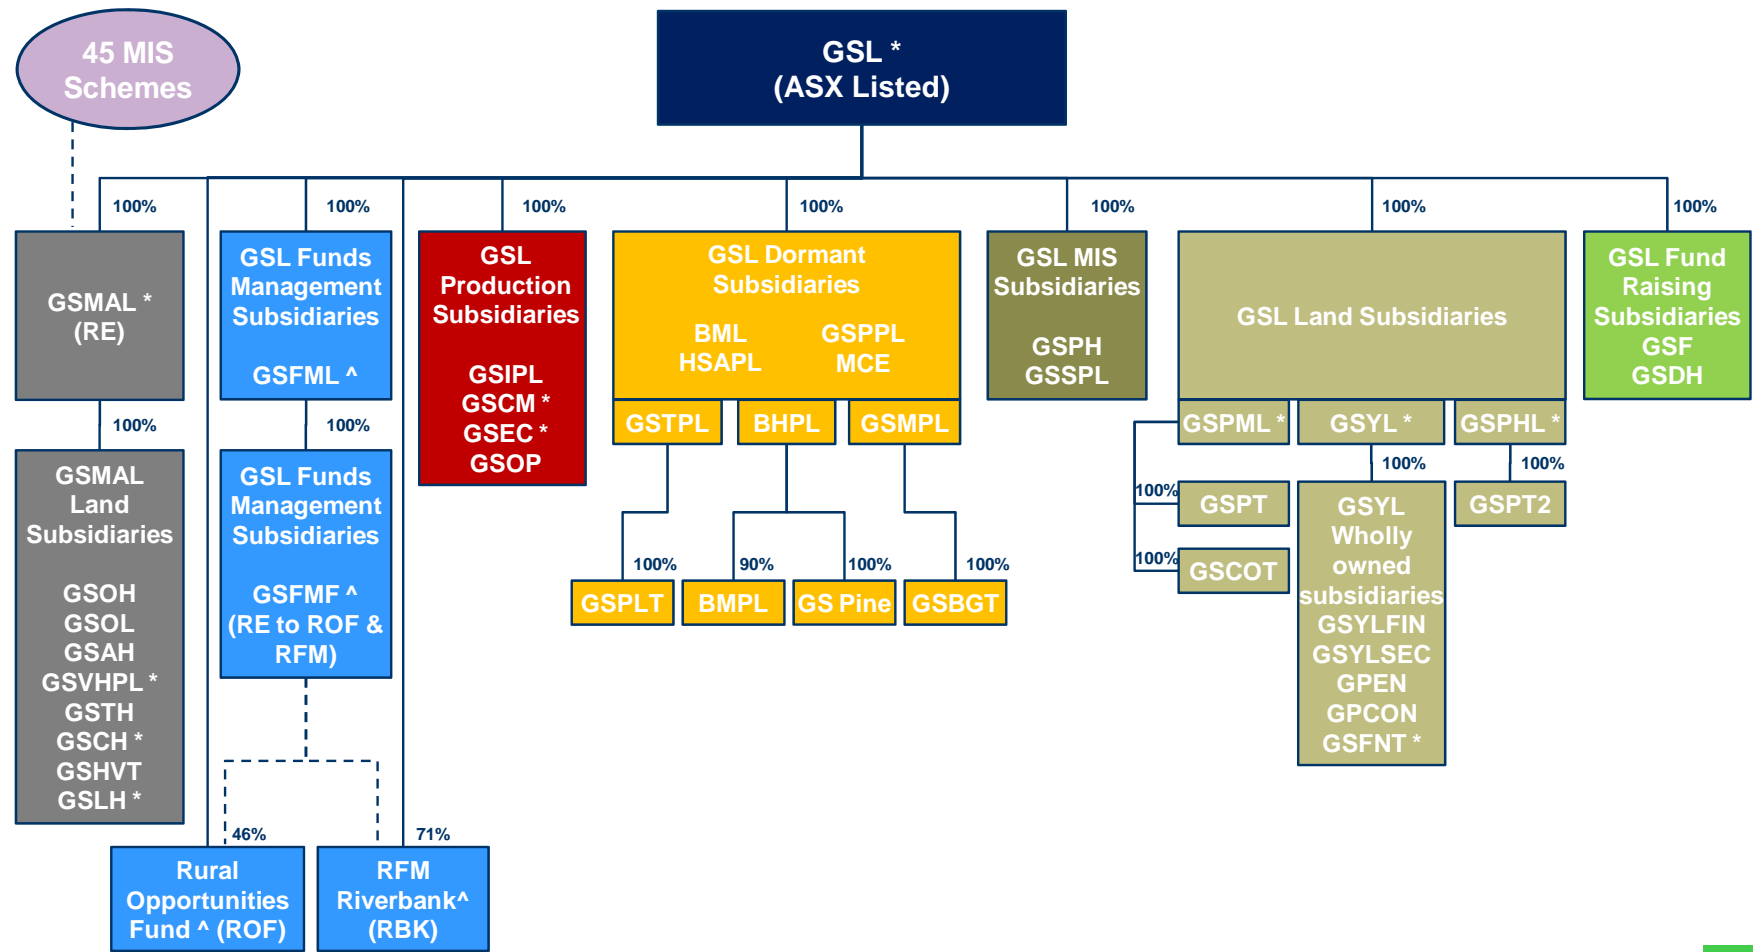 45 MIS
Schemes
GSL *
(ASX Listed)
100%
100%
100%
100%
100%
100%
100%
GSMAL *
(RE)
GSL Funds
Management
Subsidiaries
GSFML ^
GSL
Production
Subsidiaries
GSIPL
GSCM *
GSEC *
GSOP
GSL Dormant
Subsidiaries
BML
GSPPL
HSAPL
MCE
GSTPL
BHPL
GSMPL
GSL MIS
Subsidiaries
GSPH
GSSPL
GSL Land Subsidiaries
GSPML *
GSYL *
GSPHL *
GSL Fund
Raising
Subsidiaries
GSF
GSDH
100%
100%
GSMAL
Land
Subsidiaries
GSOH
GSOL
GSAH
GSVHPL *
GSTH
GSCH *
GSHVT
GSLH *
GSL Funds
Management
Subsidiaries
GSFMF ^
(RE to ROF &
RFM)
100%
90%
100%
100%
GSPLT
BMPL
GS Pine
GSBGT
100%
GSPT
100%
GSCOT
100%
GSYL
Wholly
owned
subsidiaries
GSYLFIN
GSYLSEC
GPEN
GPCON
GSFNT *
100%
GSPT2
46%
71%
Rural
Opportunities
Fund ^ (ROF)
RFM
Riverbank^
(RBK)